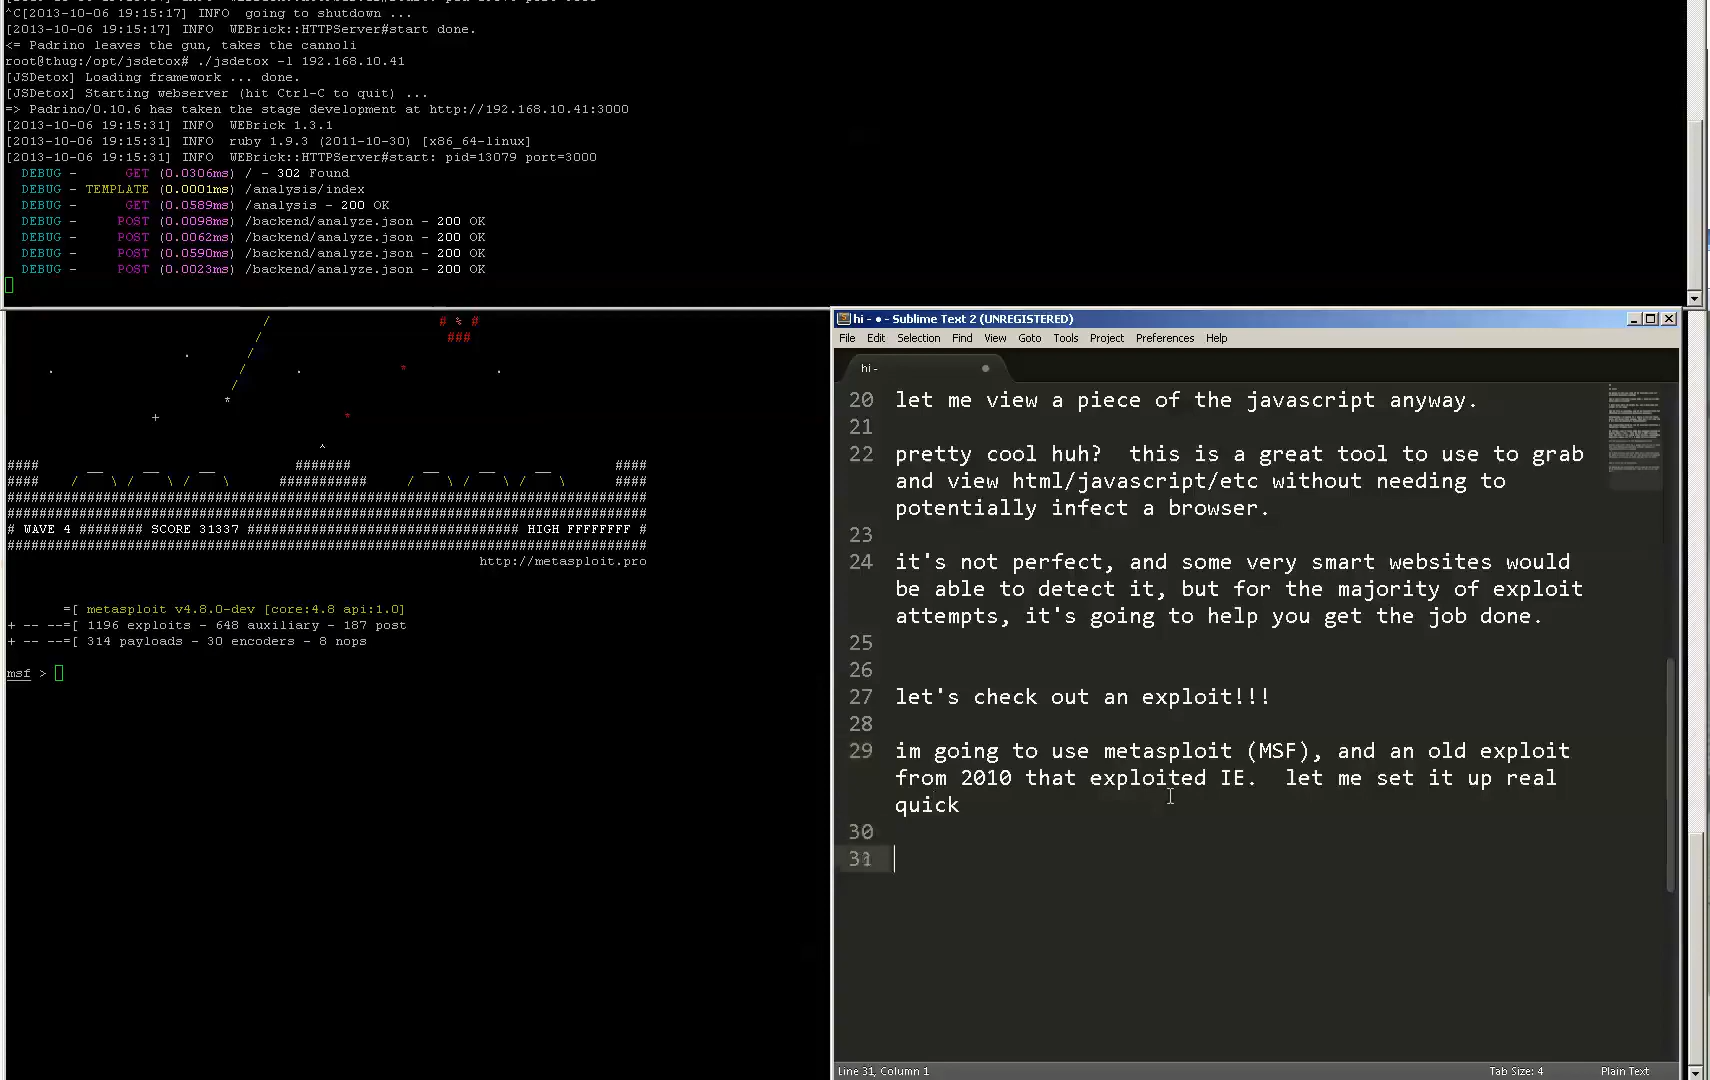 ^C[2013-10-06 19:15:17] INFO  going to shutdown ...
[2013-10-06 19:15:17] INFO  WEBrick::HTTPServer#start done.
<= Padrino leaves the gun, takes the cannoli
root@thug:/opt/jsdetox# ./jsdetox -l 192.168.10.41
[JSDetox] Loading framework ... done.
[JSDetox] Starting webserver (hit Ctrl-C to quit) ...
=> Padrino/0.10.6 has taken the stage development at http://192.168.10.41:3000
[2013-10-06 19:15:31] INFO  WEBrick 1.3.1
[2013-10-06 19:15:31] INFO  ruby 1.9.3 (2011-10-30) [x86_64-linux]
[2013-10-06 19:15:31] INFO  WEBrick::HTTPServer#start: pid=13079 port=3000
DEBUG -      GET (0.0306ms) / - 302 Found
DEBUG - TEMPLATE (0.0001ms) /analysis/index
DEBUG -      GET (0.0589ms) /analysis - 200 OK
DEBUG -     POST (0.0098ms) /backend/analyze.json - 200 OK
DEBUG -     POST (0.0062ms) /backend/analyze.json - 200 OK
DEBUG -     POST (0.0590ms) /backend/analyze.json - 200 OK
DEBUG -     POST (0.0023ms) /backend/analyze.json - 200 OK
# WAVE 4 ######## SCORE 31337 ################################## HIGH FFFFFFFF #
http://metasploit.pro
=[ metasploit v4.8.0-dev [core:4.8 api:1.0]
+ -- --=[ 1196 exploits - 648 auxiliary - 187 post
+ -- --=[ 314 payloads - 30 encoders - 8 nops
msf >
hi - • - Sublime Text 2 (UNREGISTERED)
File Edit Selection Find View Goto Tools Project Preferences Help
hi -
20 let me view a piece of the javascript anyway.
21
22 pretty cool huh?  this is a great tool to use to grab
and view html/javascript/etc without needing to
potentially infect a browser.
23
24 it's not perfect, and some very smart websites would
be able to detect it, but for the majority of exploit
attempts, it's going to help you get the job done.
25
26
27 let's check out an exploit!!!
28
29 im going to use metasploit (MSF), and an old exploit
from 2010 that exploited IE.  let me set it up real
quick
30
31
Line 31, Column 1
Tab Size: 4
Plain Text